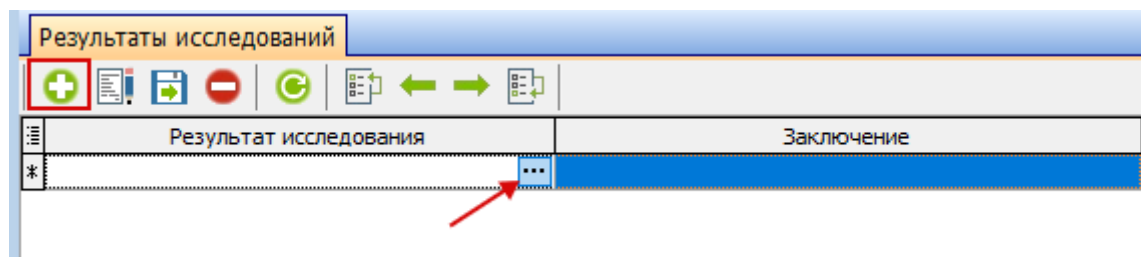 Результаты исследований
Результат исследования Заключение
* ...